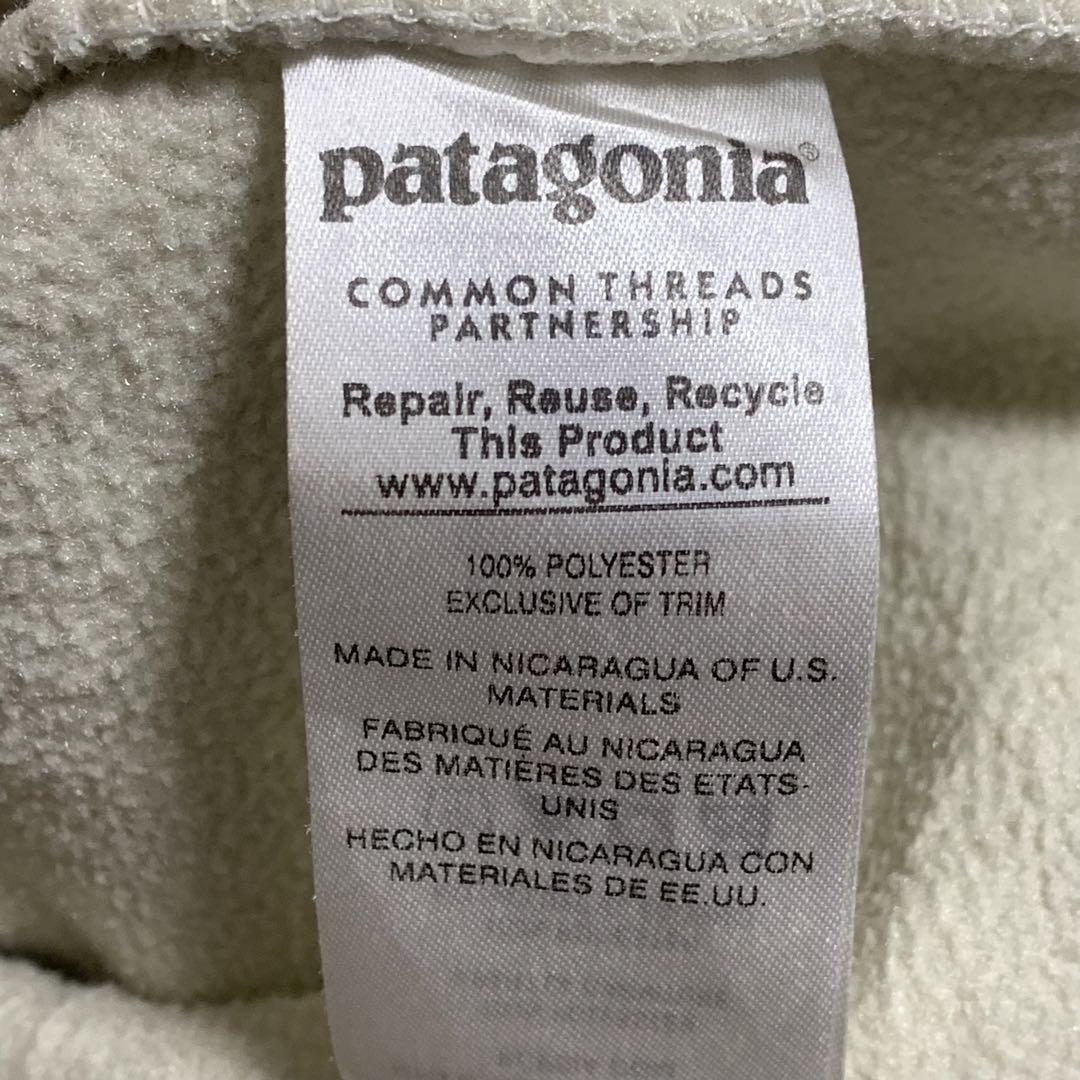 patagonia®
COMMON THREADS
PARTNERSHIP
Repair, Reuse, Recycle
This Product
www.patagonia.com
100% POLYESTER
EXCLUSIVE OF TRIM
MADE IN NICARAGUA OF U.S.
MATERIALS
FABRIQUÉ AU NICARAGUA
DES MATIÈRES DES ETATS-
UNIS
HECHO EN NICARAGUA CON
MATERIALES DE EE.UU.